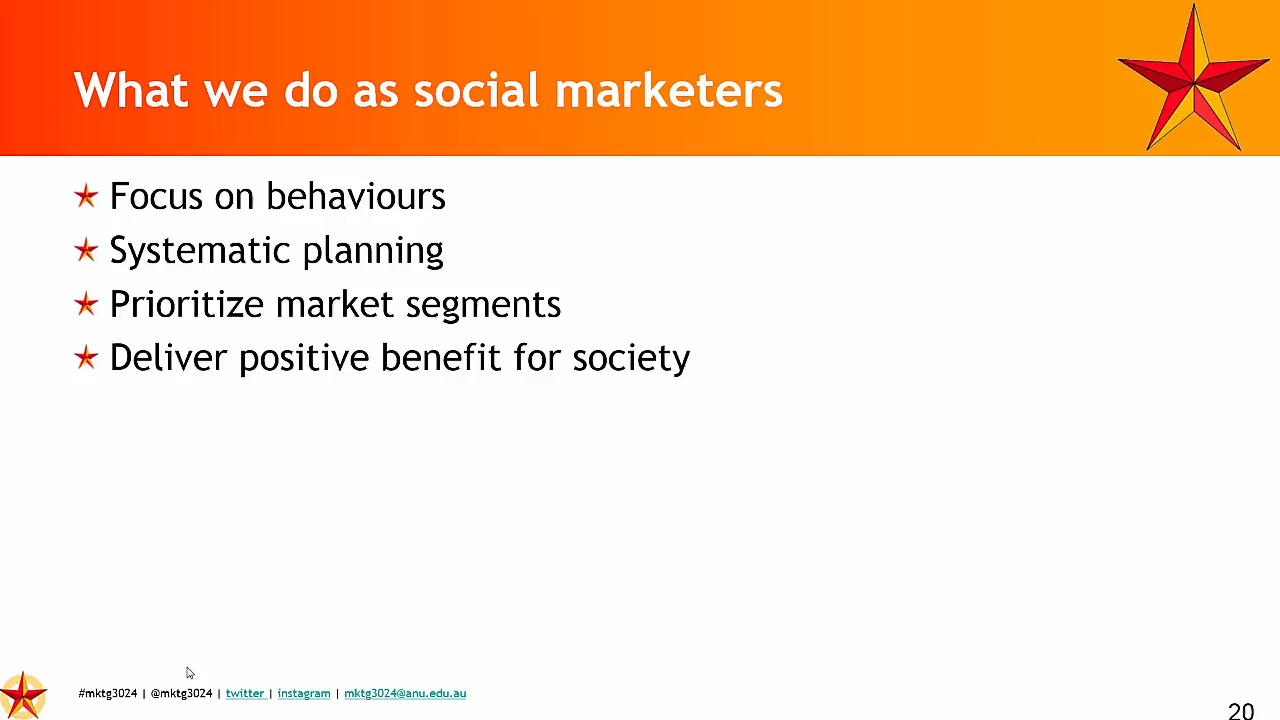 What we do as social marketers
Focus on behaviours
Systematic planning
Prioritize market segments
Deliver positive benefit for society
#mktg3024 | @mktg3024 | twitter | instagram | mktg3024@anu.edu.au
20